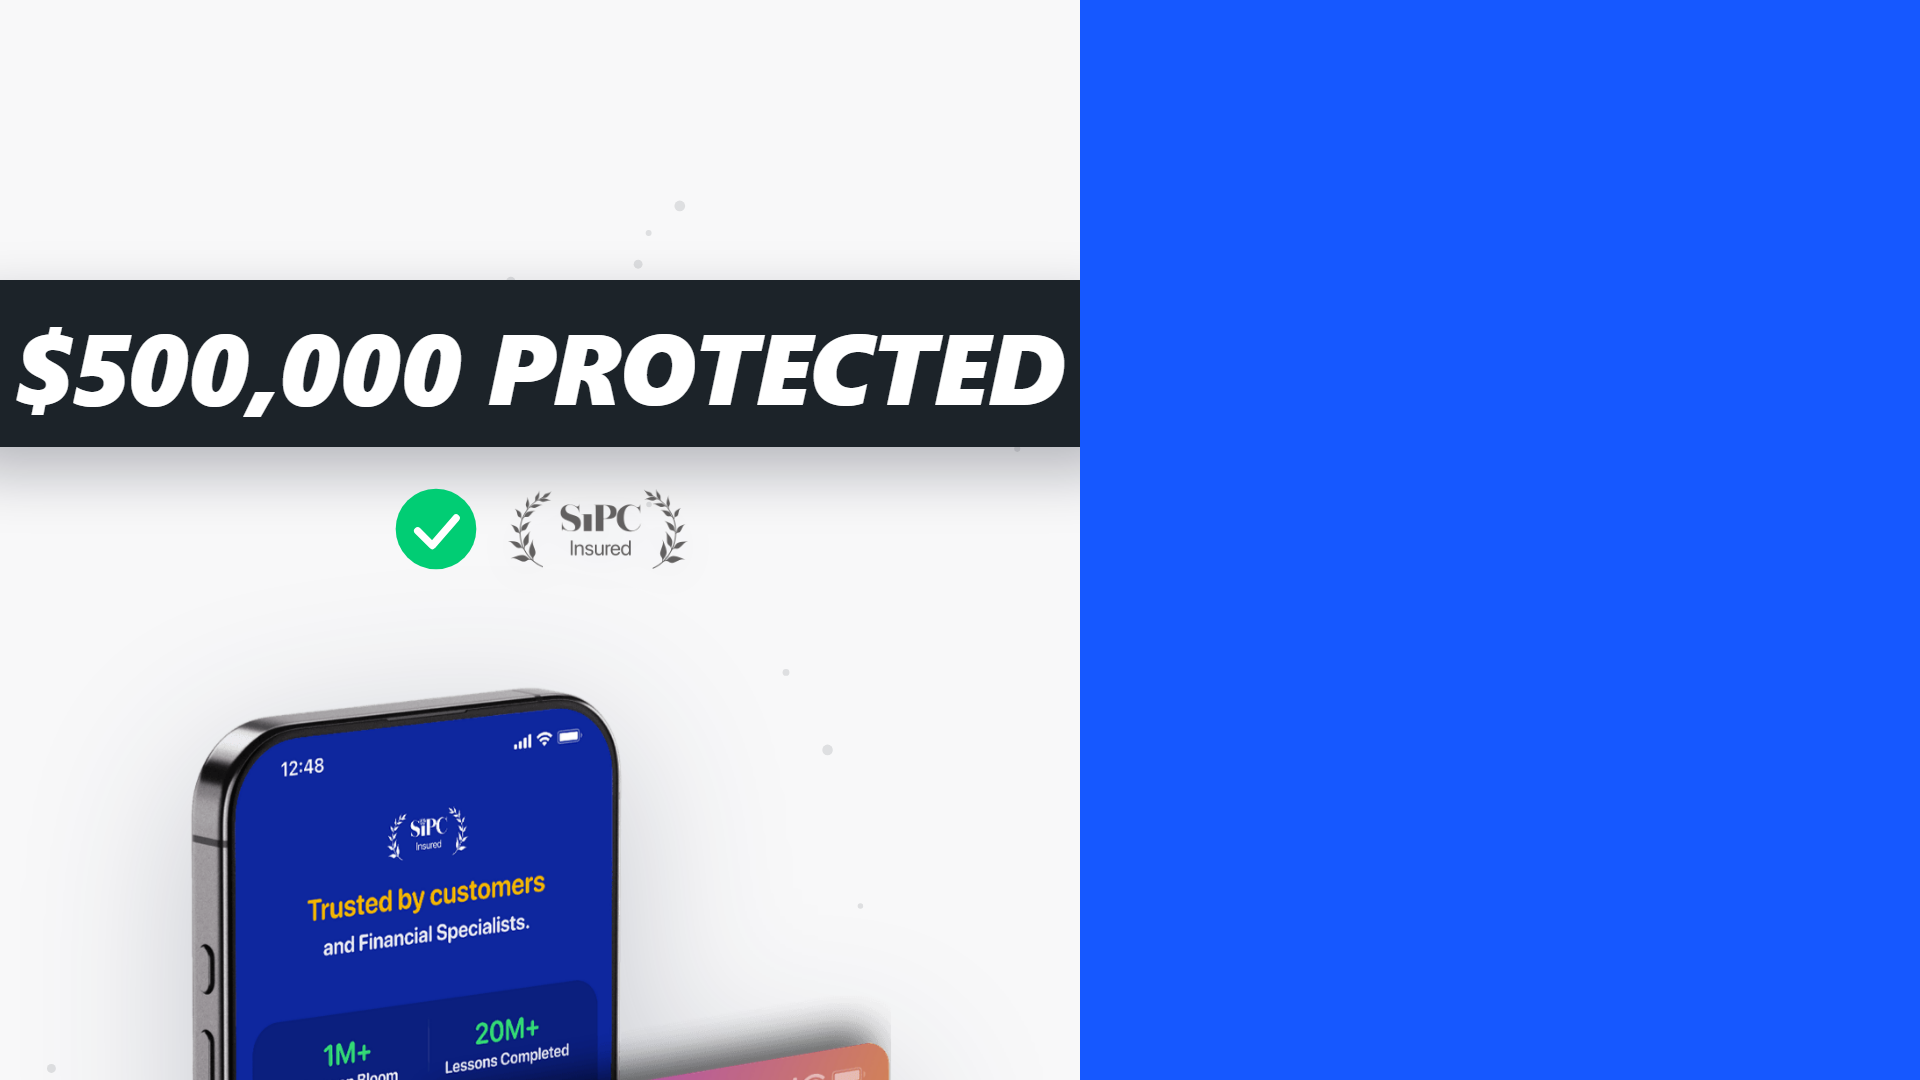 $500,000 PROTECTED
SiPC
Insured
12:48
SiPC
Insured
Trusted by customers
and Financial Specialists.
1M+
20M+
Lessons Completed
Bloom